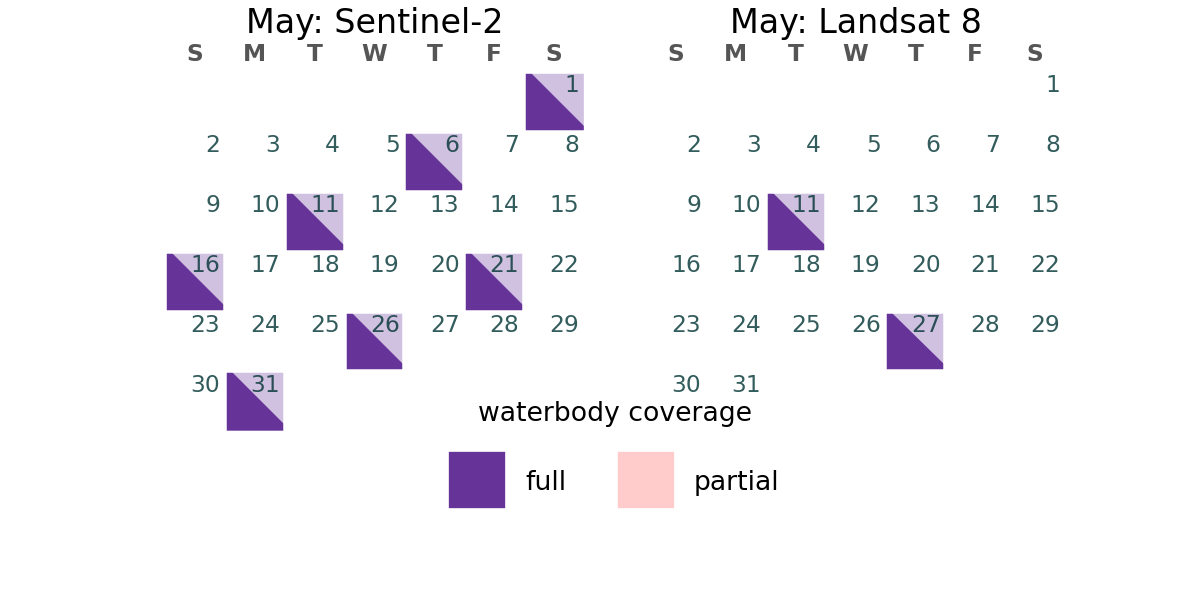 May: Sentinel-2
S M T W T F S
1
2 3 4 5 6 7 8
9 10 11 12 13 14 15
16 17 18 19 20 21 22
23 24 25 26 27 28 29
30 31
May: Landsat 8
S M T W T F S
1
2 3 4 5 6 7 8
9 10 11 12 13 14 15
16 17 18 19 20 21 22
23 24 25 26 27 28 29
30 31
waterbody coverage
full
partial